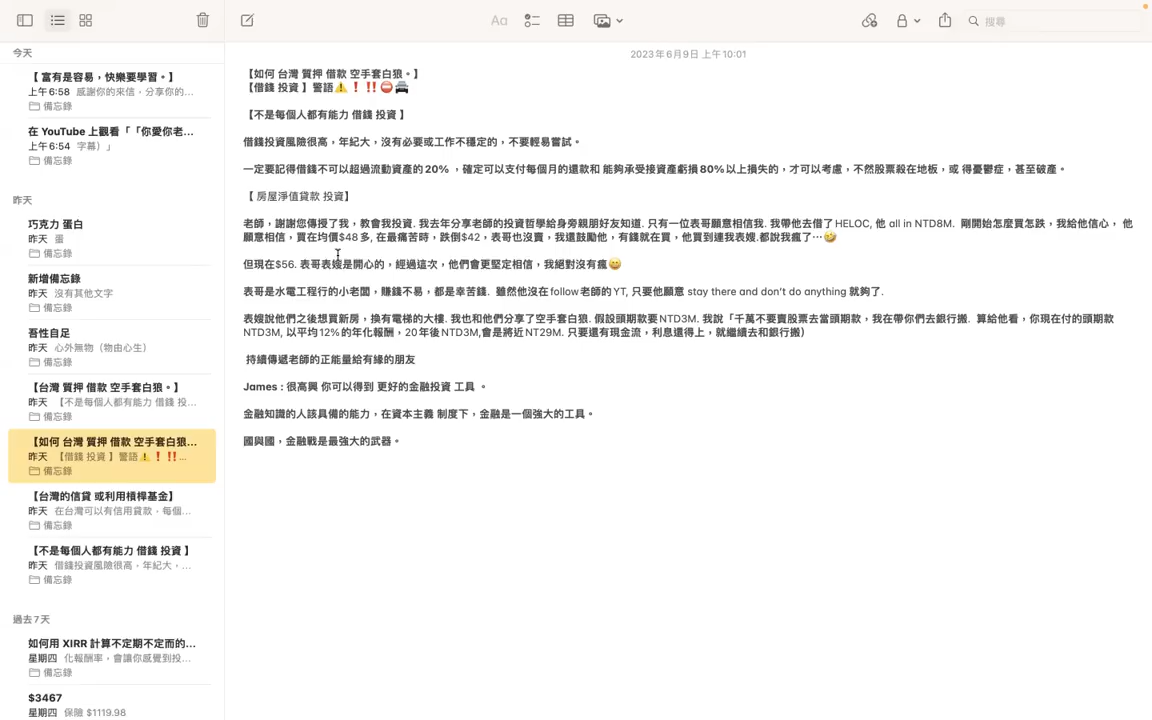 Aa
搜尋
今天
【 富有是容易，快樂要學習。】
上午6:58 感謝你的來信，分享你的...
備忘錄
在 YouTube 上觀看「「你愛你老...
上午6:54 字幕）」
備忘錄
昨天
巧克力 蛋白
昨天 蛋
備忘錄
新增備忘錄
昨天 沒有其他文字
備忘錄
吾性自足
昨天 心外無物（物由心生）
備忘錄
【台灣 質押 借款 空手套白狼。】
昨天 【不是每個人都有能力 借錢 投...
備忘錄
【如何 台灣 質押 借款 空手套白狼...
昨天 【借錢 投資 】警語⚠️❗️‼️...
備忘錄
【台灣的信貸 或利用槓桿基金】
昨天 在台灣可以有信用貸款，每個...
備忘錄
【不是每個人都有能力 借錢 投資 】
昨天 借錢投資風險很高，年紀大，...
備忘錄
過去7天
如何用 XIRR 計算不定期不定而的...
星期四 化報酬率，會讓你感覺到投...
備忘錄
$3467
星期四 保險 $1119.98
2023年6月9日 上午10:01
【如何 台灣 質押 借款 空手套白狼。】
【借錢 投資 】警語⚠️❗️‼️⛔️🚔
【不是每個人都有能力 借錢 投資 】
借錢投資風險很高，年紀大，沒有必要或工作不穩定的，不要輕易嘗試。
一定要記得借錢不可以超過流動資產的20% ，確定可以支付每個月的還款和 能夠承受接資產虧損80%以上損失的，才可以考慮，不然股票殺在地板，或 得憂鬱症，甚至破產。
【 房屋淨值貸款 投資】
老師，謝謝您傳授了我，教會我投資. 我去年分享老師的投資哲學給身旁親朋好友知道. 只有一位表哥願意相信我. 我帶他去借了HELOC, 他 all in NTD8M. 剛開始怎麼買怎跌，我給他信心， 他
願意相信，買在均價$48多, 在最痛苦時，跌倒$42，表哥也沒賣，我還鼓勵他，有錢就在買，他買到連我表嫂.都說我瘋了⋯🤣
但現在$56. 表哥表嫂是開心的，經過這次，他們會更堅定相信，我絕對沒有瘋😄
表哥是水電工程行的小老闆，賺錢不易，都是幸苦錢. 雖然他沒在follow老師的YT, 只要他願意 stay there and don’t do anything 就夠了.
表嫂說他們之後想買新房，換有電梯的大樓. 我也和他們分享了空手套白狼. 假設頭期款要NTD3M. 我說「千萬不要賣股票去當頭期款，我在帶你們去銀行搬. 算給他看，你現在付的頭期款
NTD3M, 以平均12%的年化報酬，20年後NTD3M,會是將近NT29M. 只要還有現金流，利息還得上，就繼續去和銀行搬）
持續傳遞老師的正能量給有緣的朋友
James : 很高興 你可以得到 更好的金融投資 工具 。
金融知識的人該具備的能力，在資本主義 制度下，金融是一個強大的工具。
國與國，金融戰是最強大的武器。